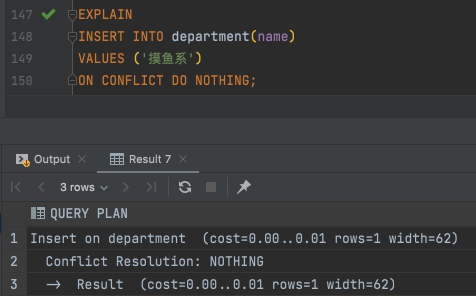 147 EXPLAIN
148 INSERT INTO department(name)
149 VALUES ('摸鱼系')
150 ON CONFLICT DO NOTHING;
Output × Result 7 ×
3 rows
QUERY PLAN
1 Insert on department  (cost=0.00..0.01 rows=1 width=62)
2   Conflict Resolution: NOTHING
3   ->  Result  (cost=0.00..0.01 rows=1 width=62)